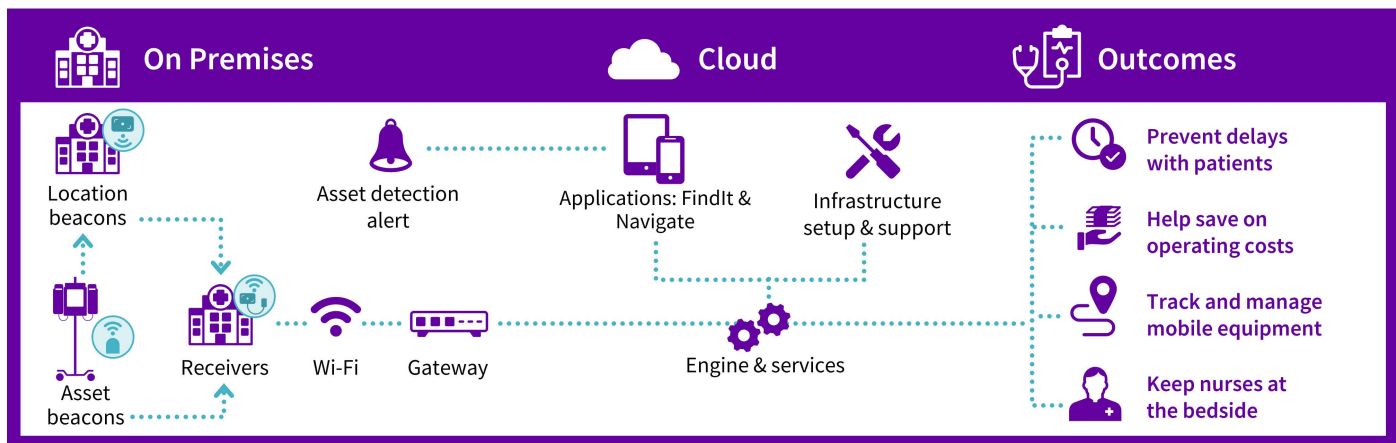 On Premises
Cloud
Outcomes
Location
beacons
Asset detection
alert
Applications: FindIt &
Navigate
Infrastructure
setup & support
Asset
beacons
Receivers
Wi-Fi
Gateway
Engine & services
Prevent delays
with patients
Help save on
operating costs
Track and manage
mobile equipment
Keep nurses at
the bedside